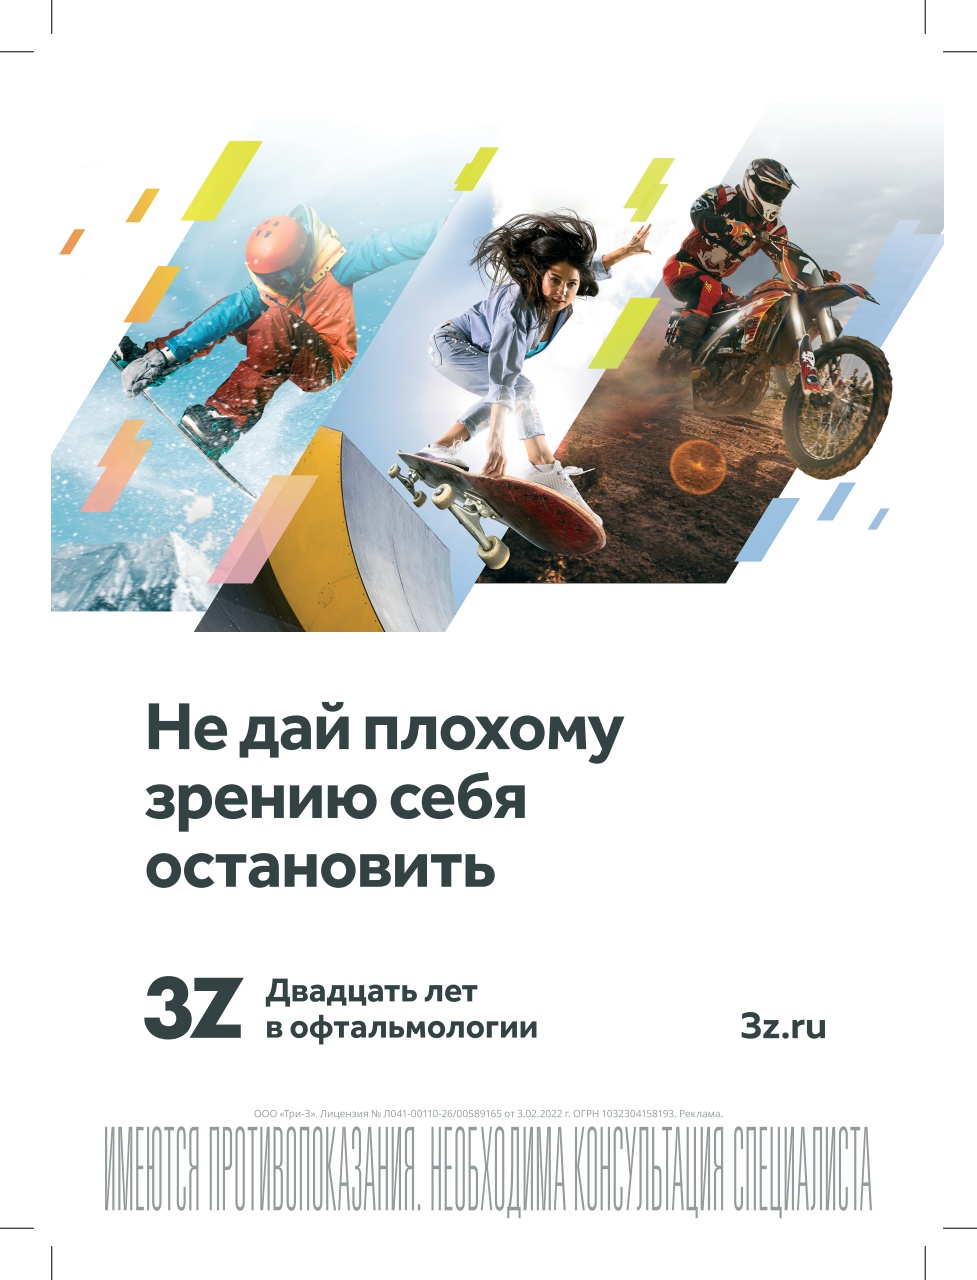 Не дай плохому
зрению себя
остановить
3Z
Двадцать лет
в офтальмологии
3z.ru
ООО «Три-З». Лицензия № Л041-00110-26/00589165 от 3.02.2022 г. ОГРН 1032304158193. Реклама.
ИМЕЮТСЯ ПРОТИВОПОКАЗАНИЯ. НЕОБХОДИМА КОНСУЛЬТАЦИЯ СПЕЦИАЛИСТА